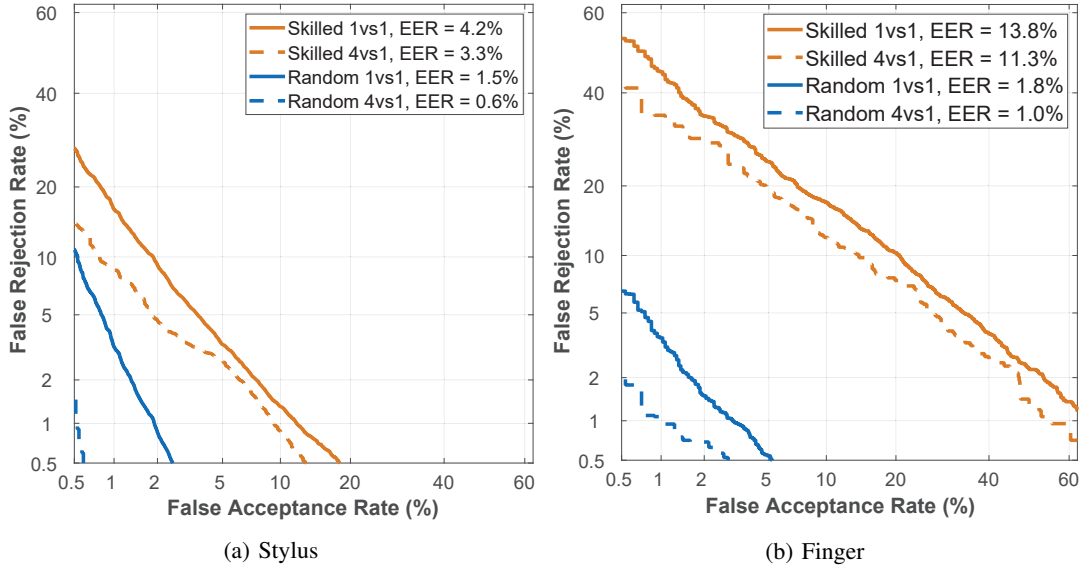 60
40
20
10
5
2
1
0.5
False Rejection Rate (%)
Skilled 1vs1, EER = 4.2%
Skilled 4vs1, EER = 3.3%
Random 1vs1, EER = 1.5%
Random 4vs1, EER = 0.6%
0.5 1 2 5 10 20 40 60
False Acceptance Rate (%)
(a) Stylus
60
40
20
10
5
2
1
0.5
False Rejection Rate (%)
Skilled 1vs1, EER = 13.8%
Skilled 4vs1, EER = 11.3%
Random 1vs1, EER = 1.8%
Random 4vs1, EER = 1.0%
0.5 1 2 5 10 20 40 60
False Acceptance Rate (%)
(b) Finger